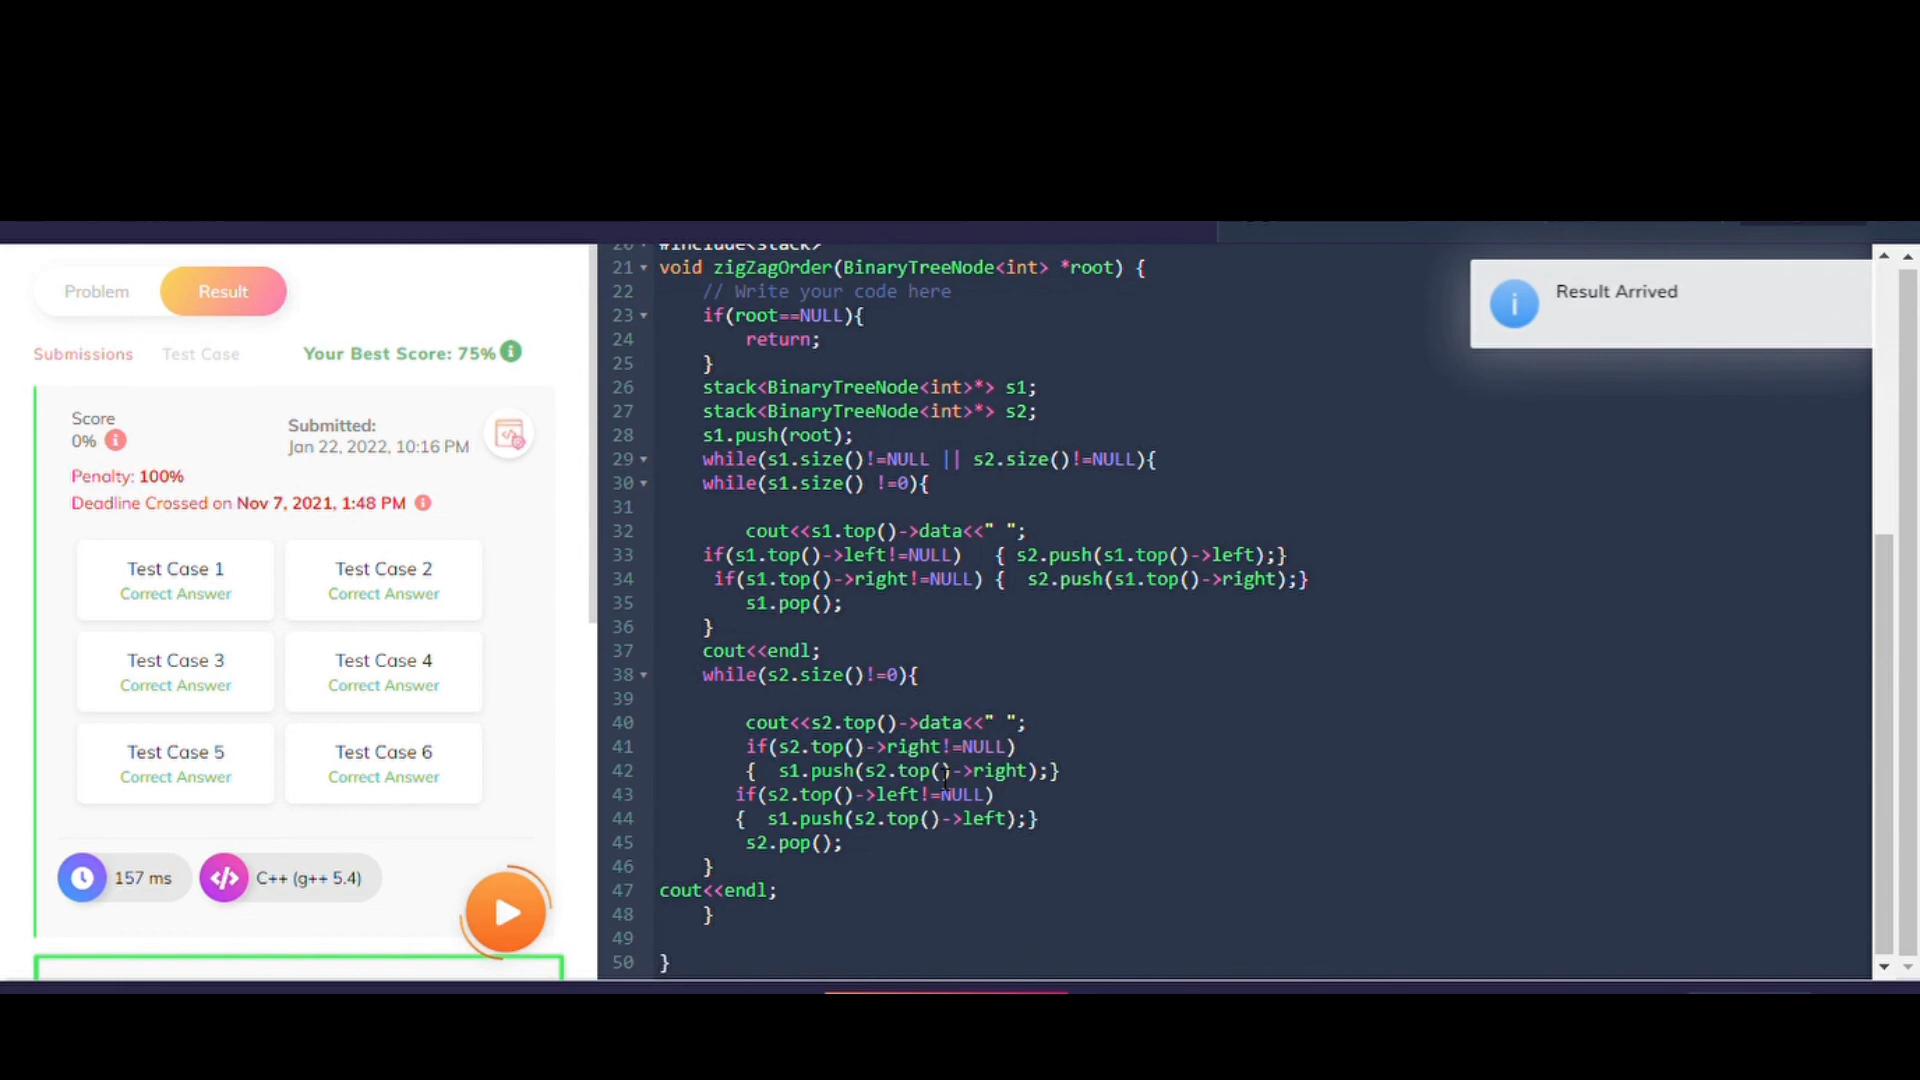 Problem
Result
Submissions
Test Case
Your Best Score: 75%
Score
0%
Submitted:
Jan 22, 2022, 10:16 PM
Penalty: 100%
Deadline Crossed on Nov 7, 2021, 1:48 PM
Test Case 1
Correct Answer
Test Case 2
Correct Answer
Test Case 3
Correct Answer
Test Case 4
Correct Answer
Test Case 5
Correct Answer
Test Case 6
Correct Answer
157 ms
C++ (g++ 5.4)
20 #include<stack>
21 void zigZagOrder(BinaryTreeNode<int> *root) {
22 // Write your code here
23 if(root==NULL){
24 return;
25 }
26 stack<BinaryTreeNode<int>*> s1;
27 stack<BinaryTreeNode<int>*> s2;
28 s1.push(root);
29 while(s1.size()!=NULL || s2.size()!=NULL){
30 while(s1.size() !=0){
31
32 cout<<s1.top()->data<<" ";
33 if(s1.top()->left!=NULL) { s2.push(s1.top()->left);}
34 if(s1.top()->right!=NULL) { s2.push(s1.top()->right);}
35 s1.pop();
36 }
37 cout<<endl;
38 while(s2.size()!=0){
39
40 cout<<s2.top()->data<<" ";
41 if(s2.top()->right!=NULL)
42 { s1.push(s2.top()->right);}
43 if(s2.top()->left!=NULL)
44 { s1.push(s2.top()->left);}
45 s2.pop();
46 }
47 cout<<endl;
48 }
49
50 }
Result Arrived